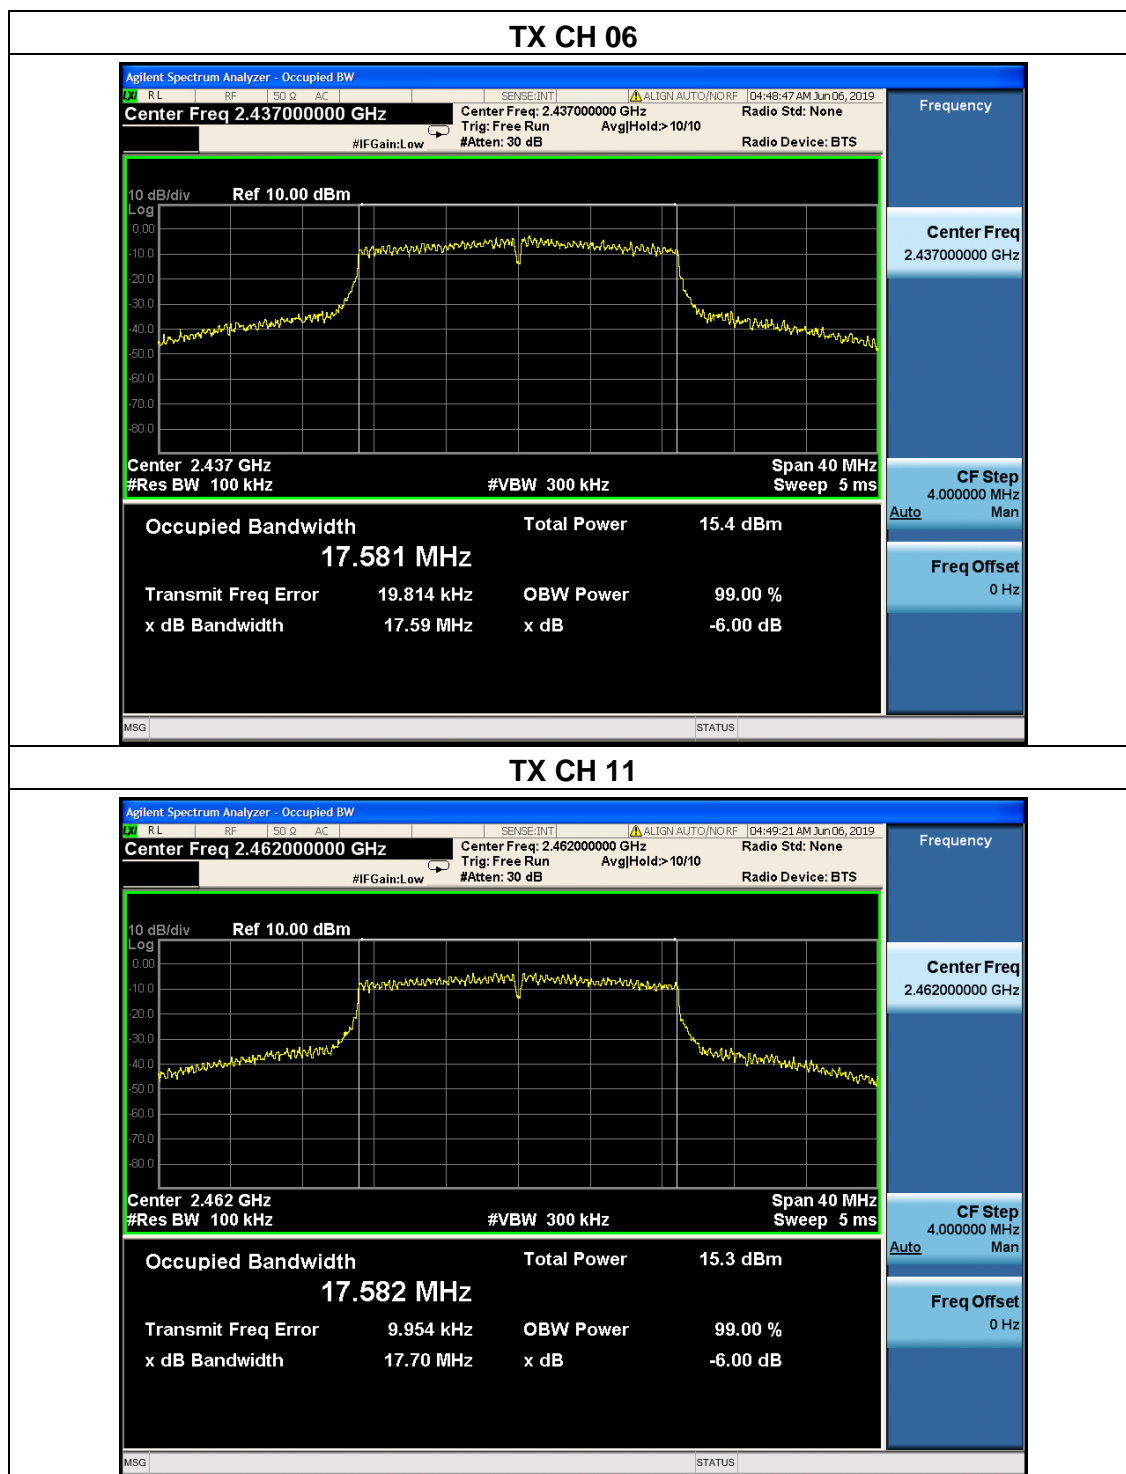 TX CH 06
Agilent Spectrum Analyzer - Occupied BW
LXI RL RF 50 Ω AC SENSE:INT ALIGN AUTO/NO RF 04:48:47 AM Jun 06, 2019
Center Freq 2.437000000 GHz
Center Freq: 2.437000000 GHz Radio Std: None
Trig: Free Run Avg|Hold:>10/10
#IFGain:Low #Atten: 30 dB Radio Device: BTS
Frequency
10 dB/div Ref 10.00 dBm
Log
0.00
-10.0
-20.0
-30.0
-40.0
-50.0
-60.0
-70.0
-80.0
Center Freq
2.437000000 GHz
Center 2.437 GHz Span 40 MHz
#Res BW 100 kHz #VBW 300 kHz Sweep 5 ms
CF Step
4.000000 MHz
Auto Man
Occupied Bandwidth Total Power 15.4 dBm
17.581 MHz
Transmit Freq Error 19.814 kHz OBW Power 99.00 %
x dB Bandwidth 17.59 MHz x dB -6.00 dB
Freq Offset
0 Hz
MSG STATUS
TX CH 11
Agilent Spectrum Analyzer - Occupied BW
LXI RL RF 50 Ω AC SENSE:INT ALIGN AUTO/NO RF 04:49:21 AM Jun 06, 2019
Center Freq 2.462000000 GHz
Center Freq: 2.462000000 GHz Radio Std: None
Trig: Free Run Avg|Hold:>10/10
#IFGain:Low #Atten: 30 dB Radio Device: BTS
Frequency
10 dB/div Ref 10.00 dBm
Log
0.00
-10.0
-20.0
-30.0
-40.0
-50.0
-60.0
-70.0
-80.0
Center Freq
2.462000000 GHz
Center 2.462 GHz Span 40 MHz
#Res BW 100 kHz #VBW 300 kHz Sweep 5 ms
CF Step
4.000000 MHz
Auto Man
Occupied Bandwidth Total Power 15.3 dBm
17.582 MHz
Transmit Freq Error 9.954 kHz OBW Power 99.00 %
x dB Bandwidth 17.70 MHz x dB -6.00 dB
Freq Offset
0 Hz
MSG STATUS